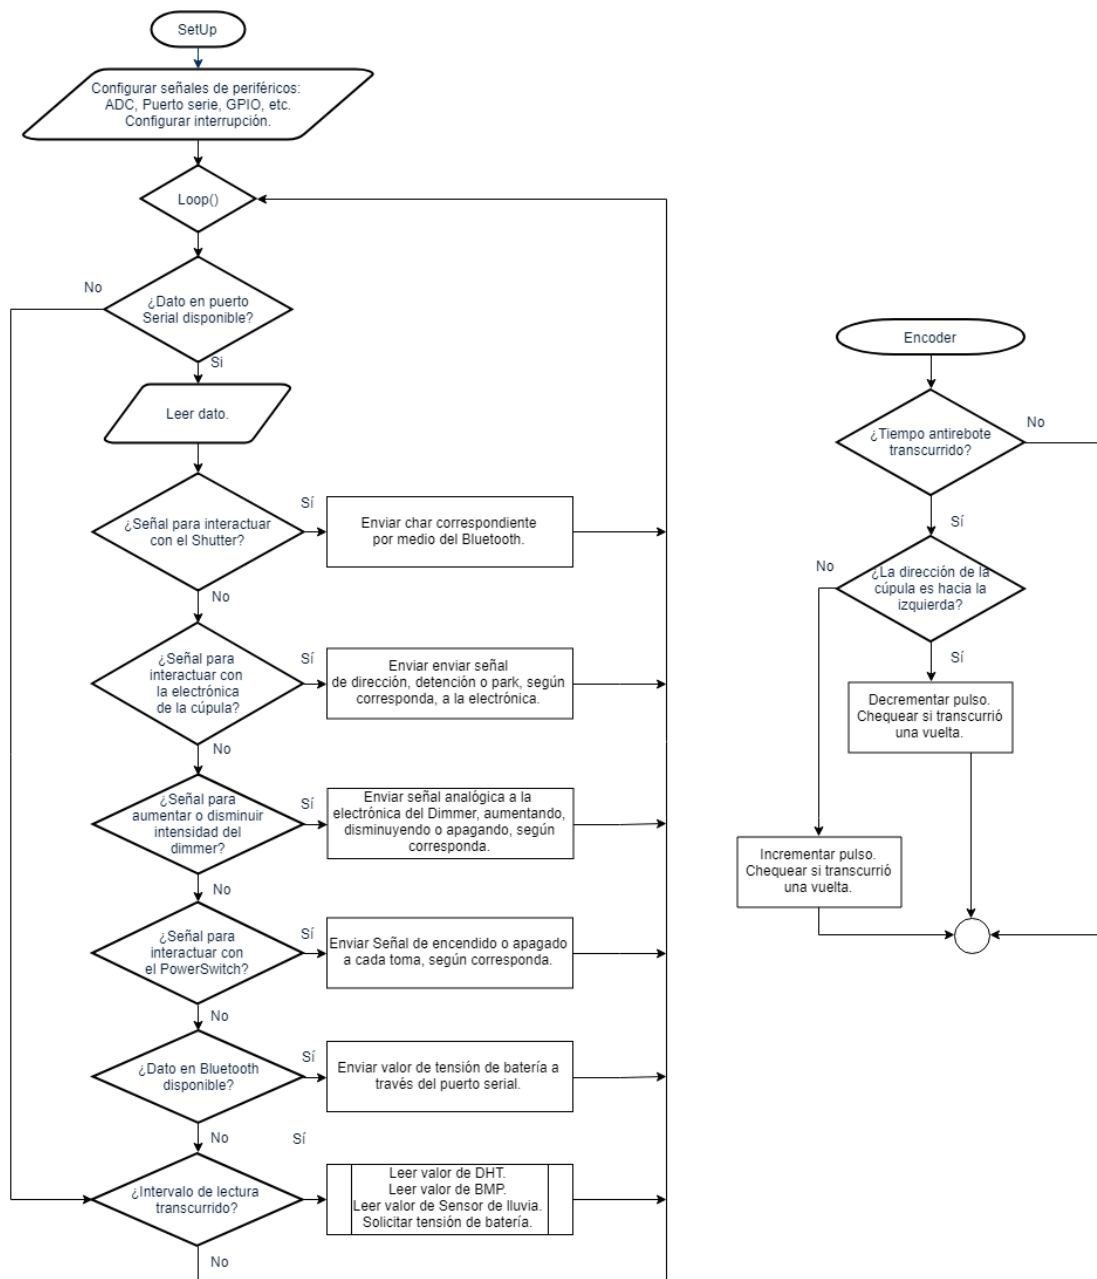 SetUp
Configurar señales de periféricos:
ADC, Puerto serie, GPIO, etc.
Configurar interrupción.
Loop()
No
¿Dato en puerto
Serial disponible?
Si
Leer dato.
¿Señal para interactuar
con el Shutter?
Sí
Enviar char correspondiente
por medio del Bluetooth.
No
¿Señal para
interactuar con
la electrónica
de la cúpula?
Sí
Enviar enviar señal
de dirección, detención o park, según
corresponda, a la electrónica.
No
¿Señal para
aumentar o disminuir
intensidad del
dimmer?
Sí
Enviar señal analógica a la
electrónica del Dimmer, aumentando,
disminuyendo o apagando, según
corresponda.
No
¿Señal para
interactuar con
el PowerSwitch?
Sí
Enviar Señal de encendido o apagado
a cada toma, según corresponda.
No
¿Dato en Bluetooth
disponible?
Sí
Enviar valor de tensión de batería a
través del puerto serial.
No
Sí
¿Intervalo de lectura
transcurrido?
Leer valor de DHT.
Leer valor de BMP.
Leer valor de Sensor de lluvia.
Solicitar tensión de batería.
No
Encoder
¿Tiempo antirebote
transcurrido?
No
Sí
¿La dirección de la
cúpula es hacia la
izquierda?
No
Sí
Decrementar pulso.
Chequear si transcurrió
una vuelta.
Incrementar pulso.
Chequear si transcurrió
una vuelta.